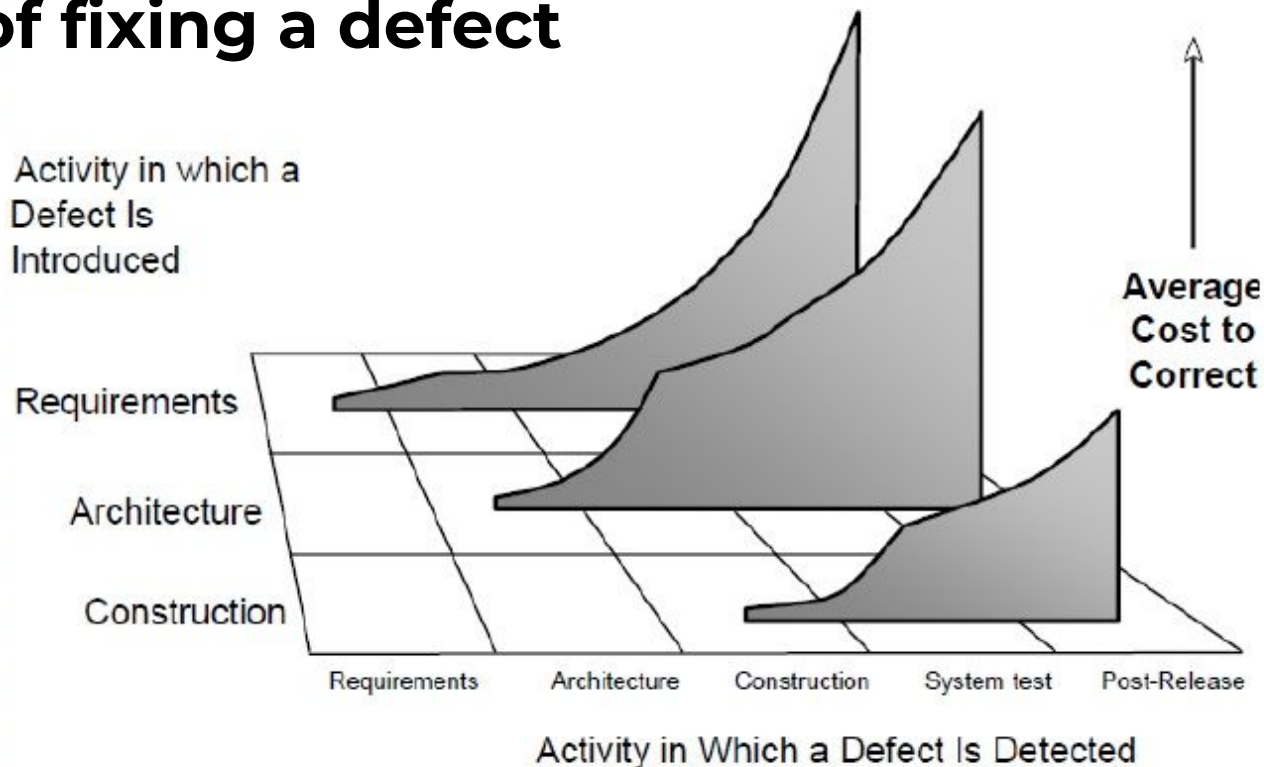 of fixing a defect
Activity in which a
Defect Is
Introduced
Average
Cost to
Correct
Requirements
Architecture
Construction
Requirements Architecture Construction System test Post-Release
Activity in Which a Defect Is Detected